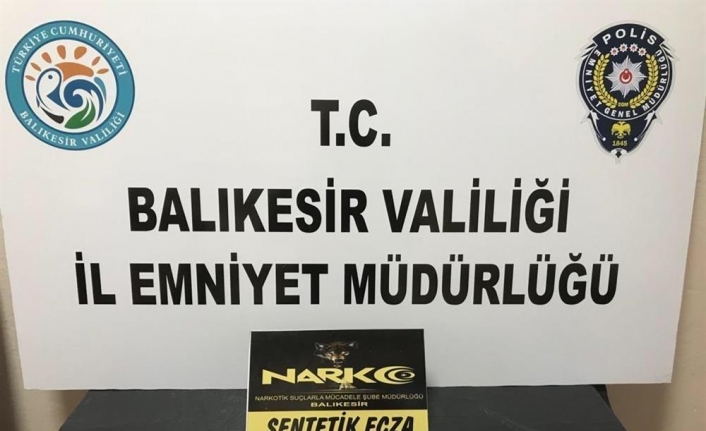 TÜRKİYE CUMHURİYETİ
BALIKESİR VALİLİĞİ
POLİS
EMNİYET GENEL MÜDÜRLÜĞÜ
EGM
1845
T.C.
BALIKESİR VALİLİĞİ
İL EMNİYET MÜDÜRLÜĞÜ
NARKO
NARKOTİK SUÇLARLA MÜCADELE ŞUBE MÜDÜRLÜĞÜ
BALIKESİR
SENTETİK ECZA